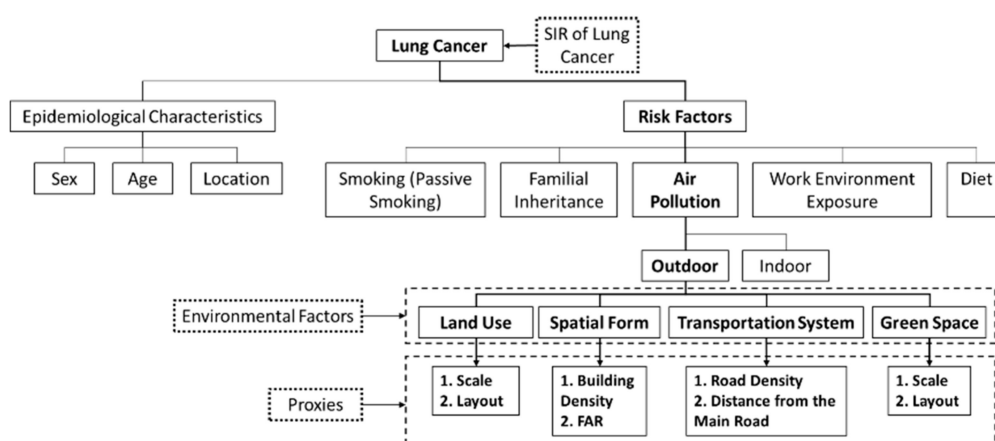 SIR of Lung
Cancer
Lung Cancer
Epidemiological Characteristics
Risk Factors
Sex
Age
Location
Smoking (Passive
Smoking)
Familial
Inheritance
Air
Pollution
Work Environment
Exposure
Diet
Outdoor
Indoor
Environmental Factors
Land Use
Spatial Form
Transportation System
Green Space
Proxies
1. Scale
2. Layout
1. Building
Density
2. FAR
1. Road Density
2. Distance from the
Main Road
1. Scale
2. Layout